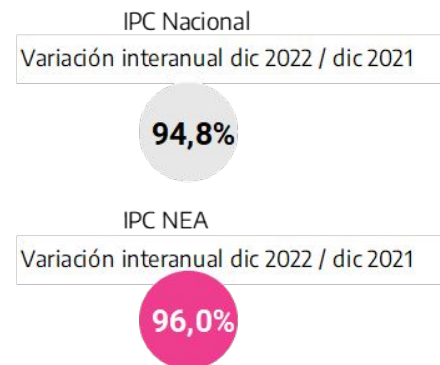 IPC Nacional
Variación interanual dic 2022 / dic 2021
94,8%
IPC NEA
Variación interanual dic 2022 / dic 2021
96,0%